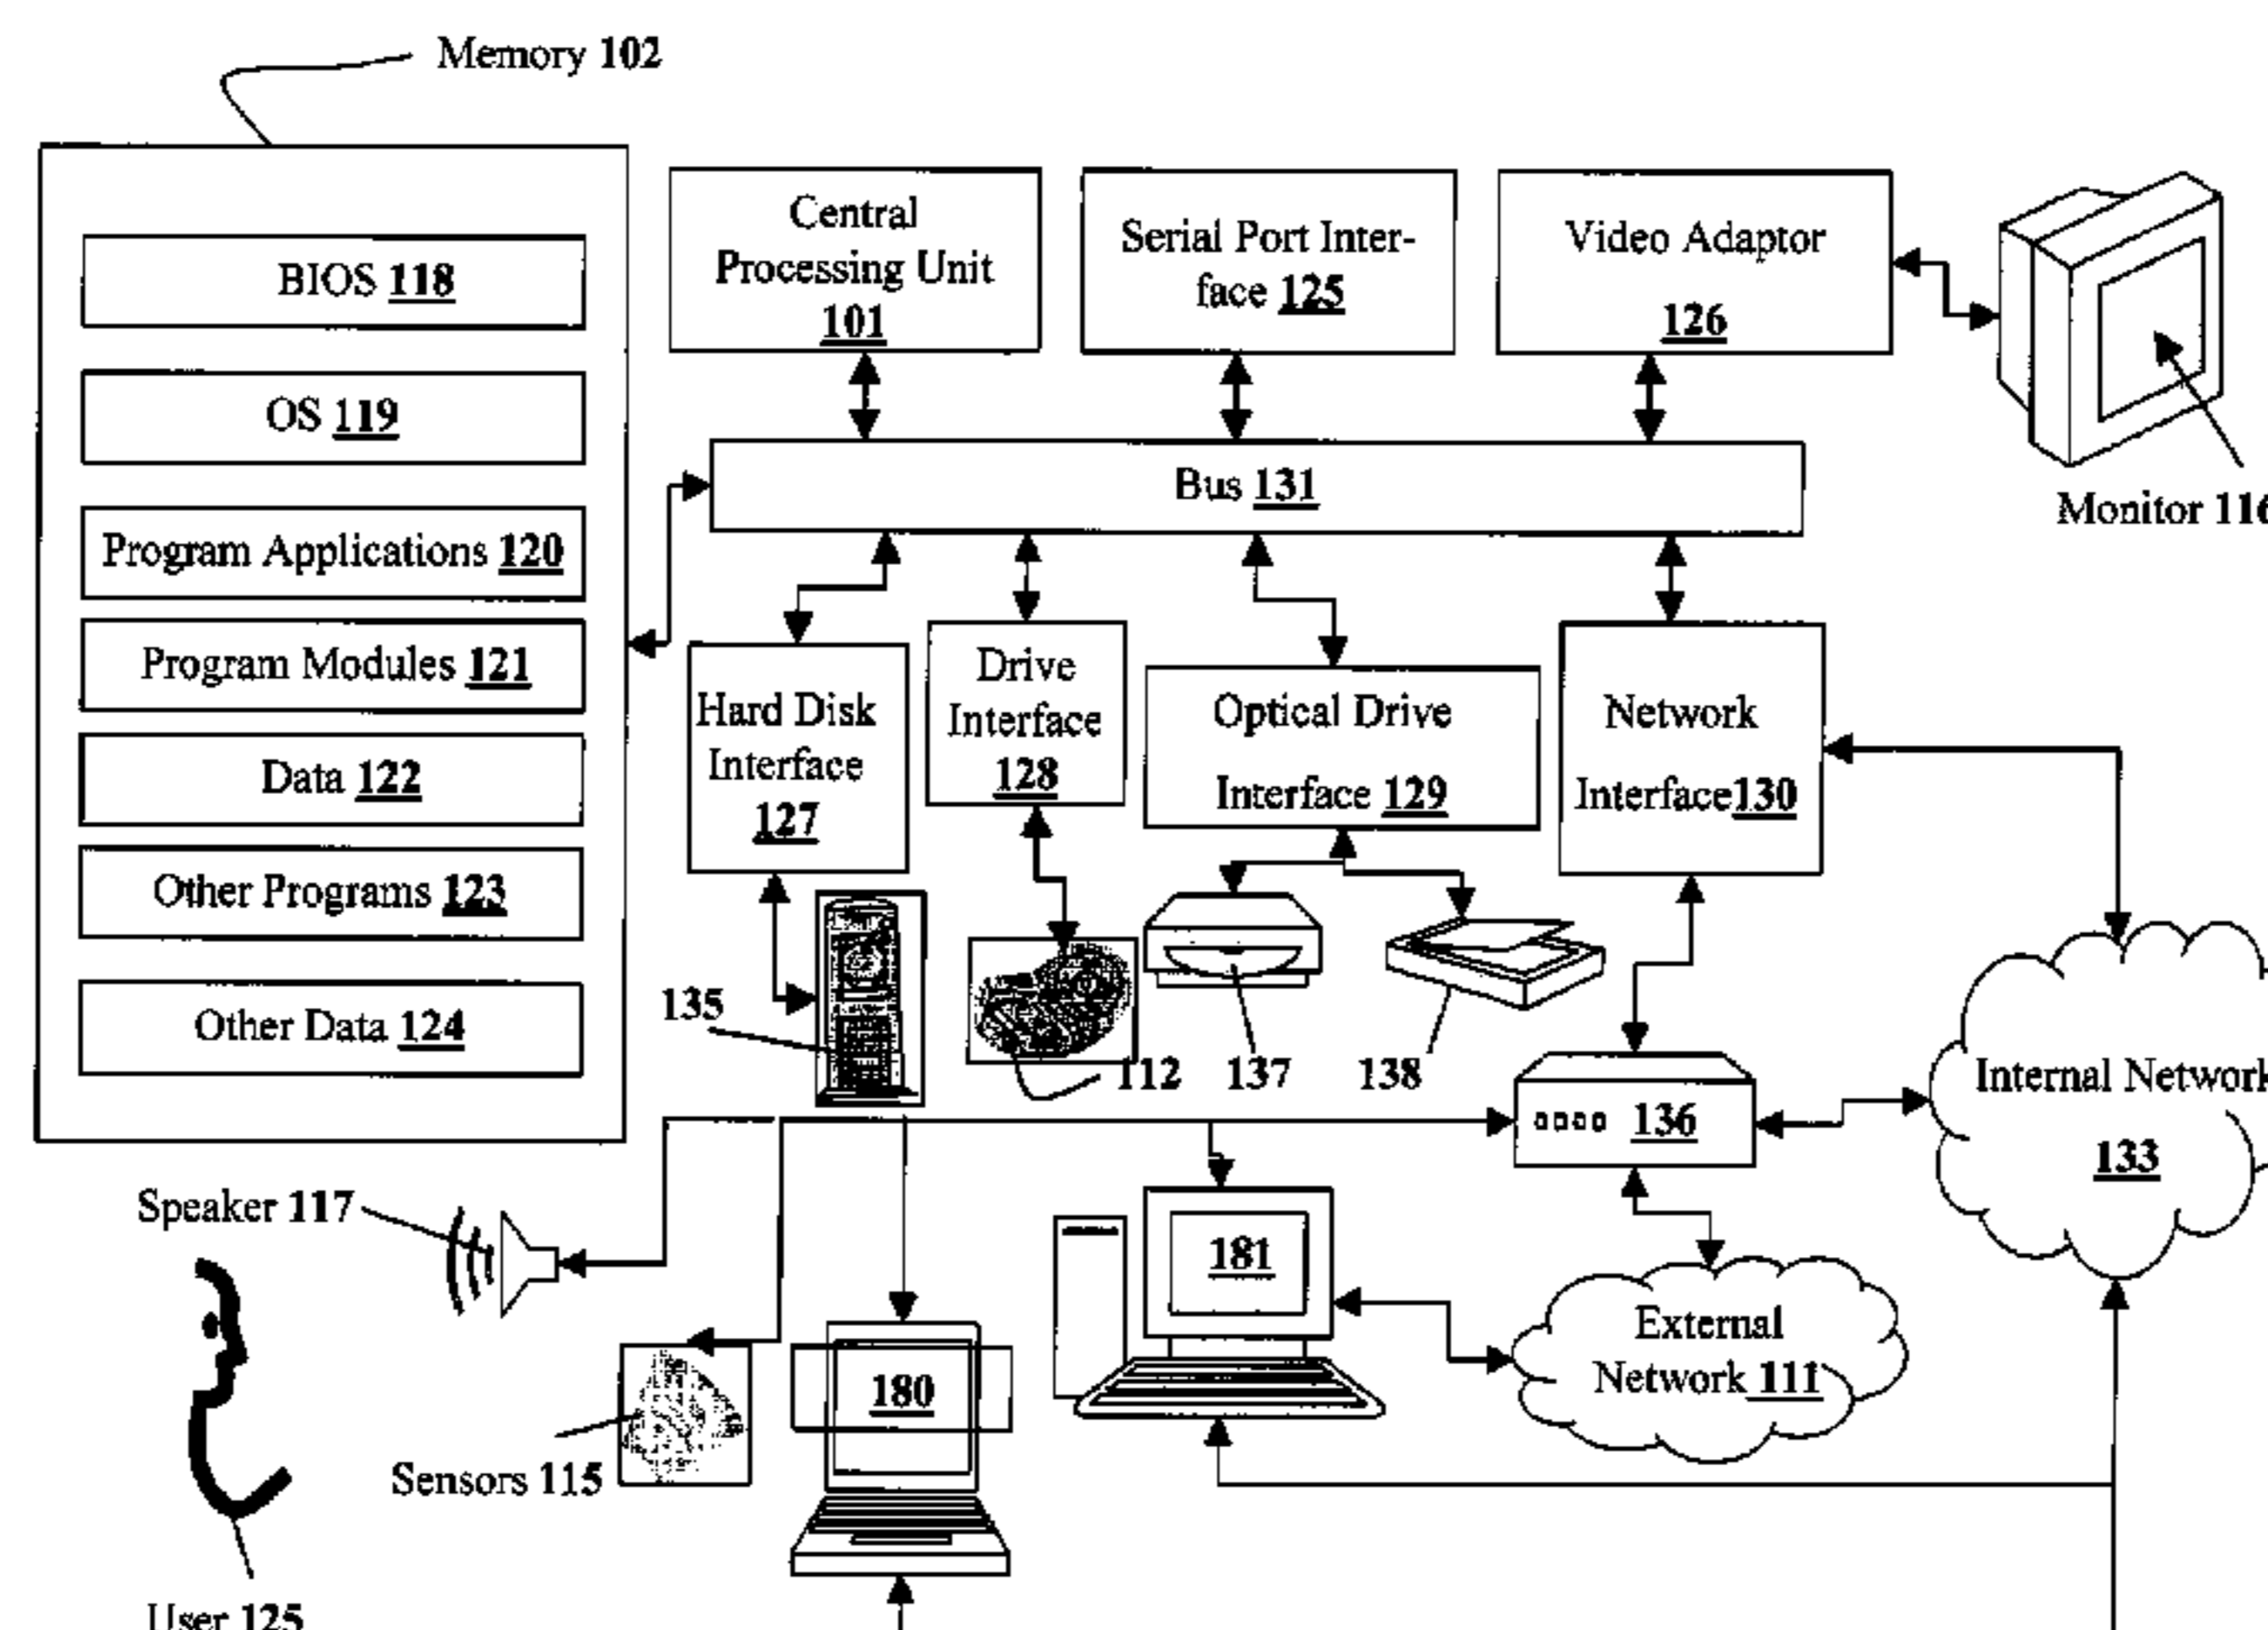 Memory 102
BIOS 118
OS 119
Program Applications 120
Program Modules 121
Data 122
Other Programs 123
Other Data 124
Central
Processing Unit
101
Serial Port Inter-
face 125
Video Adaptor
126
Monitor 116
Bus 131
Hard Disk
Interface
127
Drive
Interface
128
Optical Drive
Interface 129
Network
Interface130
135
112
137
138
136
Internal Network
133
Speaker 117
181
External
Network 111
180
Sensors 115
User 125